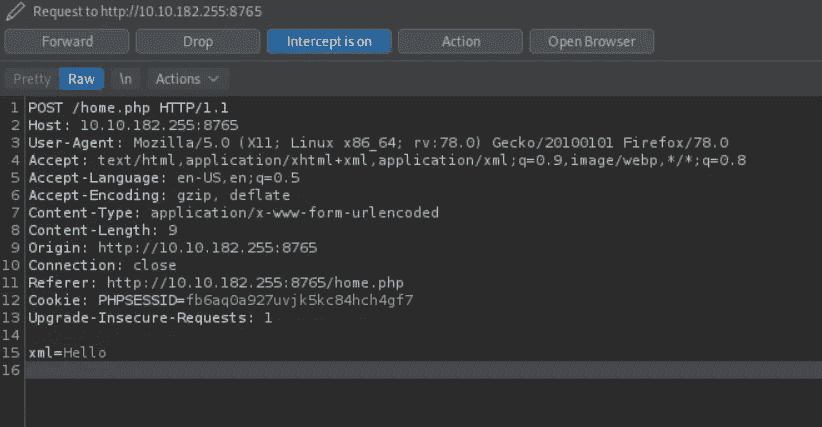 Request to http://10.10.182.255:8765
Forward Drop Intercept is on Action Open Browser
Pretty Raw \n Actions
1 POST /home.php HTTP/1.1
2 Host: 10.10.182.255:8765
3 User-Agent: Mozilla/5.0 (X11; Linux x86_64; rv:78.0) Gecko/20100101 Firefox/78.0
4 Accept: text/html,application/xhtml+xml,application/xml;q=0.9,image/webp,*/*;q=0.8
5 Accept-Language: en-US,en;q=0.5
6 Accept-Encoding: gzip, deflate
7 Content-Type: application/x-www-form-urlencoded
8 Content-Length: 9
9 Origin: http://10.10.182.255:8765
10 Connection: close
11 Referer: http://10.10.182.255:8765/home.php
12 Cookie: PHPSESSID=fb6aq0a927uvjk5kc84hch4gf7
13 Upgrade-Insecure-Requests: 1
14
15 xml=Hello
16